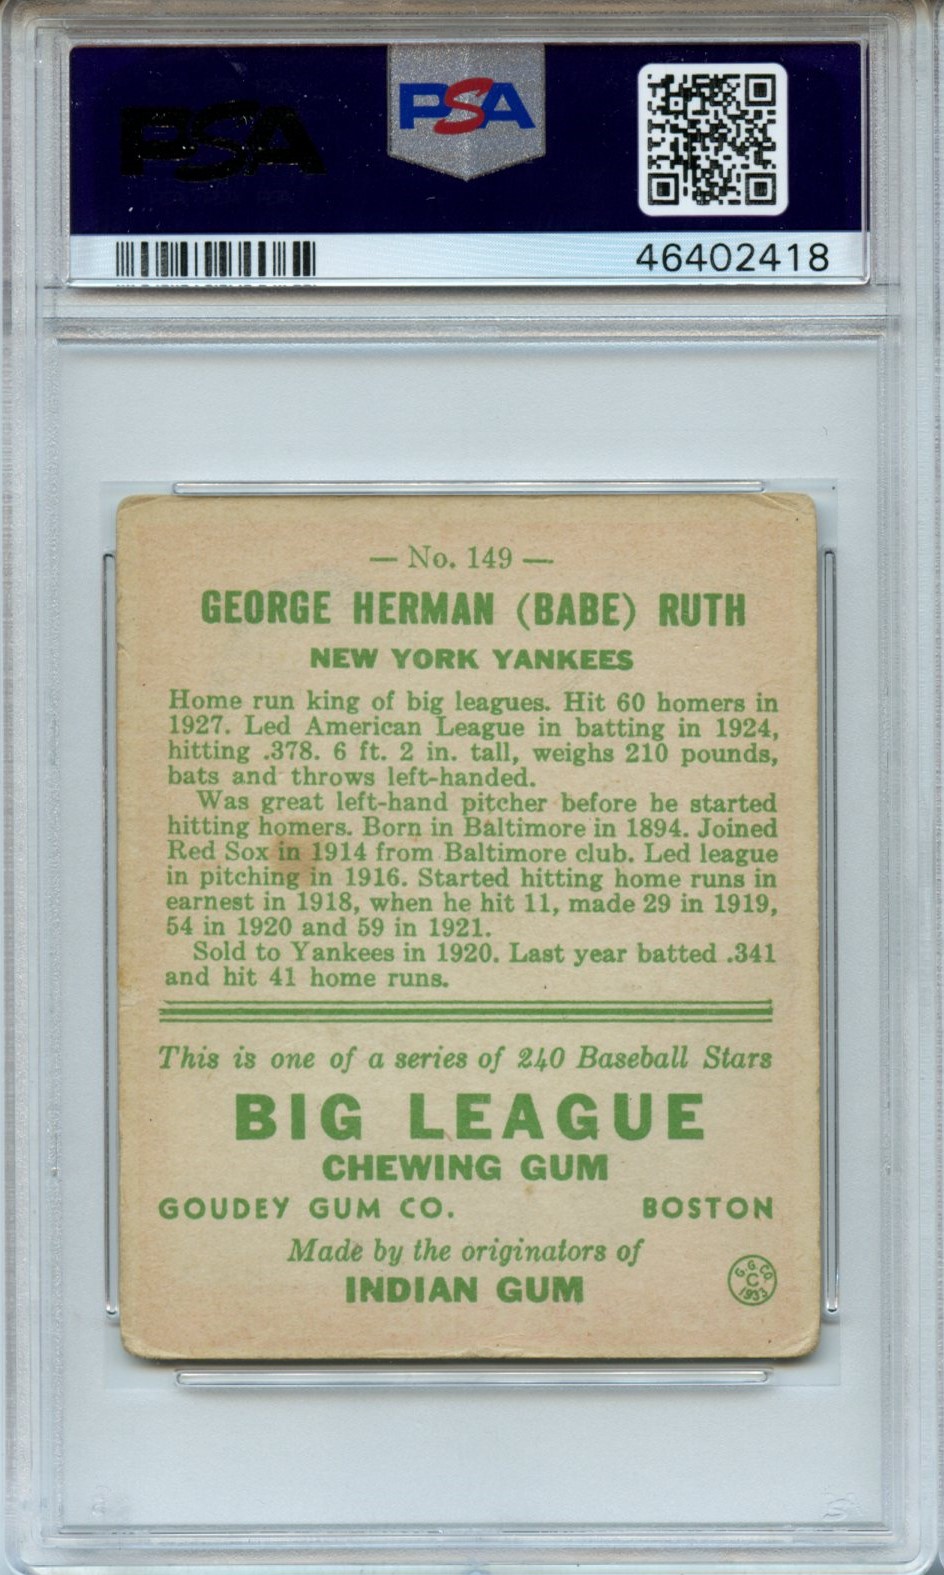 PSA
PSA
46402418
— No. 149 —
GEORGE HERMAN (BABE) RUTH
NEW YORK YANKEES
Home run king of big leagues. Hit 60 homers in
1927. Led American League in batting in 1924,
hitting .378. 6 ft. 2 in. tall, weighs 210 pounds,
bats and throws left-handed.
Was great left-hand pitcher before he started
hitting homers. Born in Baltimore in 1894. Joined
Red Sox in 1914 from Baltimore club. Led league
in pitching in 1916. Started hitting home runs in
earnest in 1918, when he hit 11, made 29 in 1919,
54 in 1920 and 59 in 1921.
Sold to Yankees in 1920. Last year batted .341
and hit 41 home runs.
This is one of a series of 240 Baseball Stars
BIG LEAGUE
CHEWING GUM
GOUDEY GUM CO. BOSTON
Made by the originators of
INDIAN GUM
G.G.CO.
C
1933